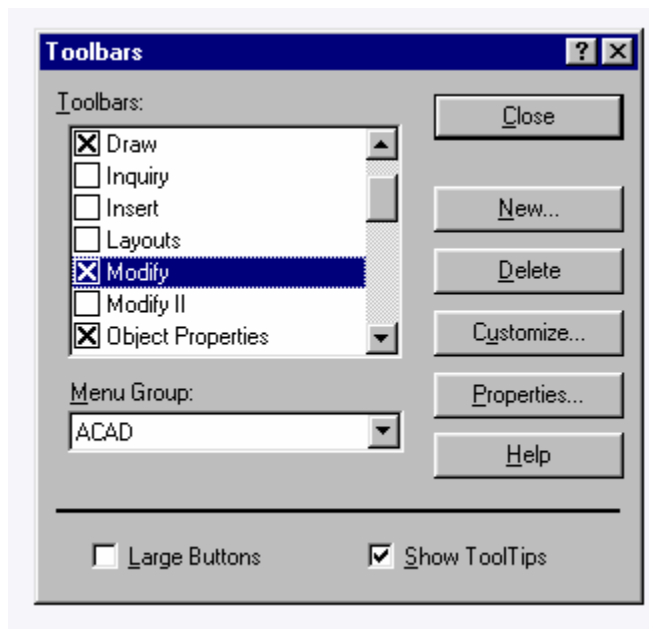 Toolbars
Toolbars:
Draw
Inquiry
Insert
Layouts
Modify
Modify II
Object Properties
Menu Group:
ACAD
Close
New...
Delete
Customize...
Properties...
Help
Large Buttons
Show ToolTips